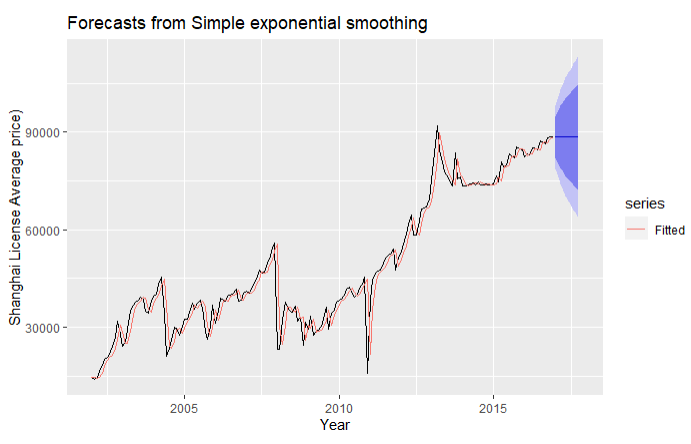 Forecasts from Simple exponential smoothing
Shanghai License Average price)
90000
60000
30000
2005
2010
2015
Year
series
Fitted